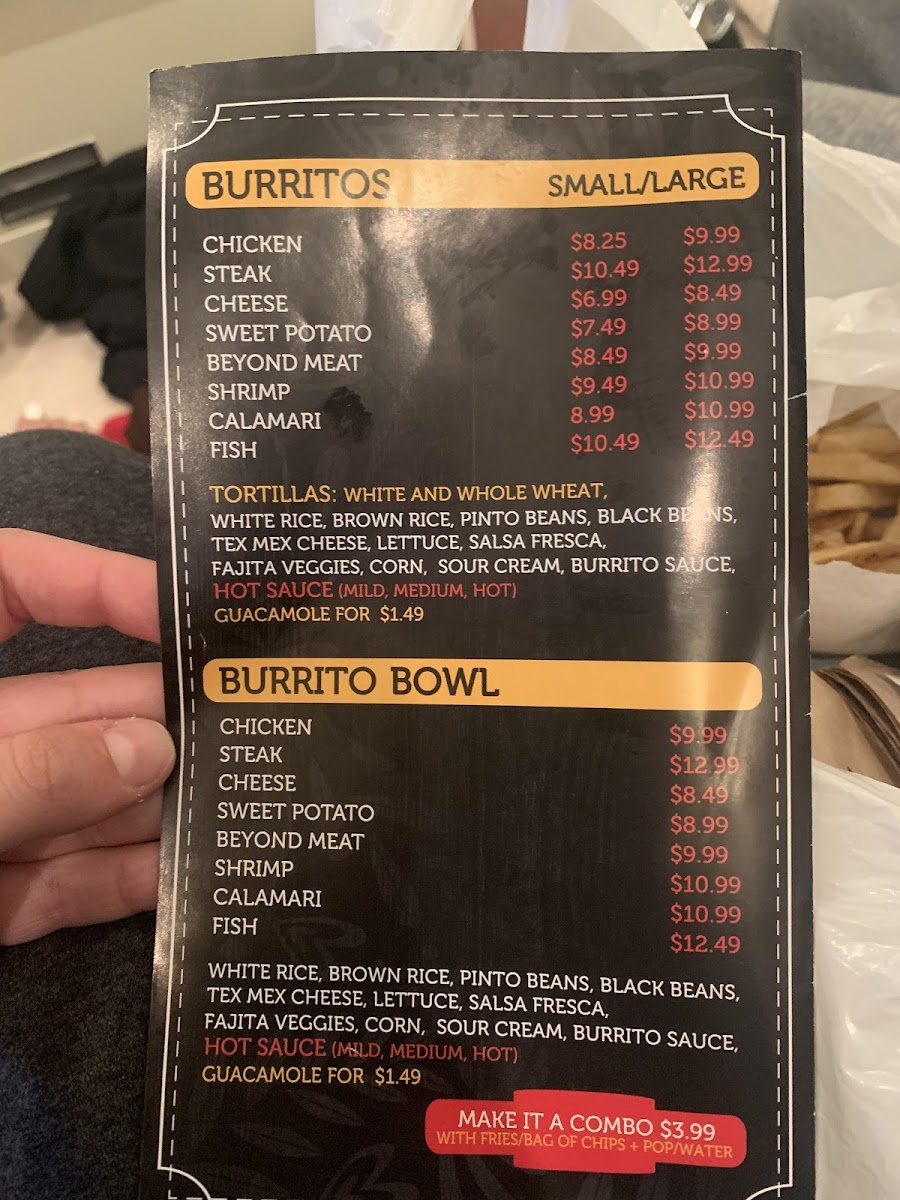 BURRITOS SMALL/LARGE
CHICKEN $8.25 $9.99
STEAK $10.49 $12.99
CHEESE $6.99 $8.49
SWEET POTATO $7.49 $8.99
BEYOND MEAT $8.49 $9.99
SHRIMP $9.49 $10.99
CALAMARI 8.99 $10.99
FISH $10.49 $12.49
TORTILLAS: WHITE AND WHOLE WHEAT,
WHITE RICE, BROWN RICE, PINTO BEANS, BLACK BEANS,
TEX MEX CHEESE, LETTUCE, SALSA FRESCA,
FAJITA VEGGIES, CORN, SOUR CREAM, BURRITO SAUCE,
HOT SAUCE (MILD, MEDIUM, HOT)
GUACAMOLE FOR $1.49
BURRITO BOWL
CHICKEN $9.99
STEAK $12.99
CHEESE $8.49
SWEET POTATO $8.99
BEYOND MEAT $9.99
SHRIMP $10.99
CALAMARI $10.99
FISH $12.49
WHITE RICE, BROWN RICE, PINTO BEANS, BLACK BEANS,
TEX MEX CHEESE, LETTUCE, SALSA FRESCA,
FAJITA VEGGIES, CORN, SOUR CREAM, BURRITO SAUCE,
HOT SAUCE (MILD, MEDIUM, HOT)
GUACAMOLE FOR $1.49
MAKE IT A COMBO $3.99
WITH FRIES/BAG OF CHIPS + POP/WATER